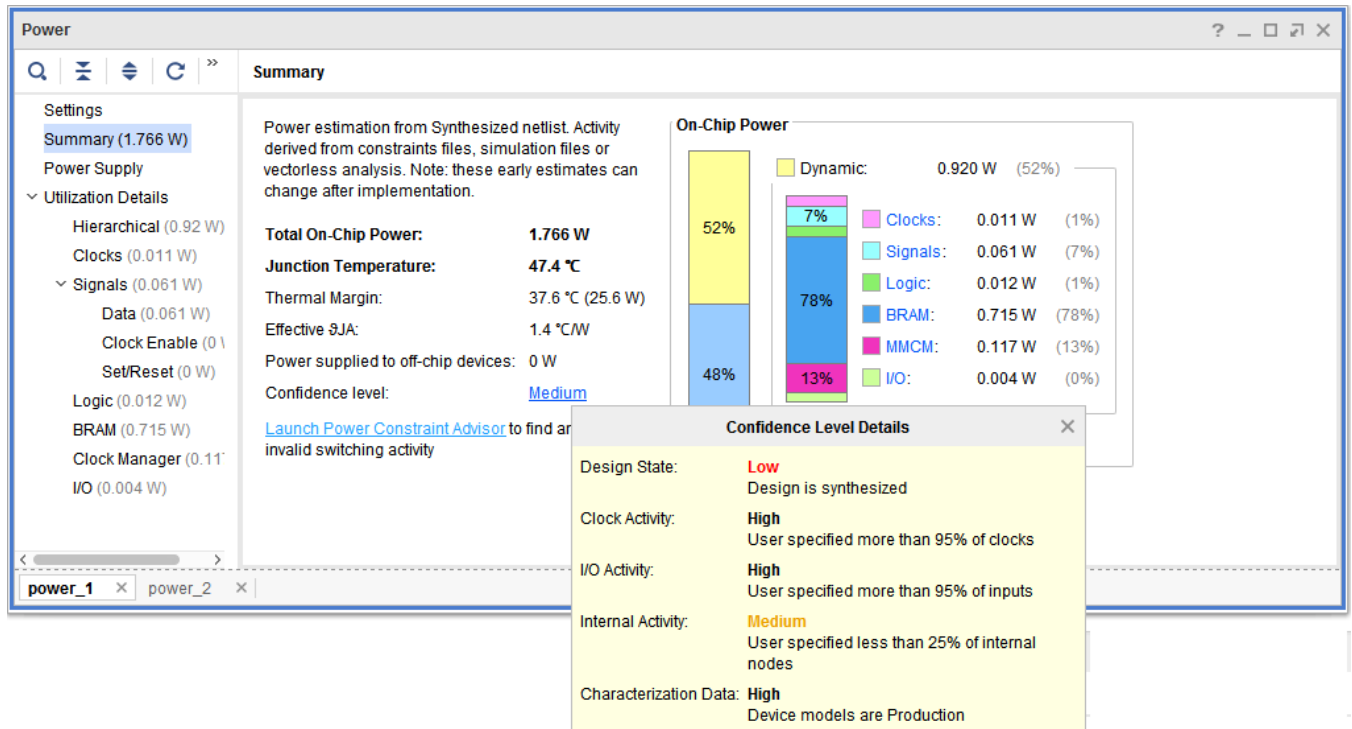 Power
Summary
Settings
Summary (1.766 W)
Power Supply
Utilization Details
Hierarchical (0.92 W)
Clocks (0.011 W)
Signals (0.061 W)
Data (0.061 W)
Clock Enable (0
Set/Reset (0 W)
Logic (0.012 W)
BRAM (0.715 W)
Clock Manager (0.11
I/O (0.004 W)
Power estimation from Synthesized netlist. Activity
derived from constraints files, simulation files or
vectorless analysis. Note: these early estimates can
change after implementation.
Total On-Chip Power: 1.766 W
Junction Temperature: 47.4 °C
Thermal Margin: 37.6 °C (25.6 W)
Effective ϑJA: 1.4 °C/W
Power supplied to off-chip devices: 0 W
Confidence level: Medium
Launch Power Constraint Advisor to find
invalid switching activity
On-Chip Power
52%
48%
Dynamic: 0.920 W (52%)
7%
78%
13%
Clocks: 0.011 W (1%)
Signals: 0.061 W (7%)
Logic: 0.012 W (1%)
BRAM: 0.715 W (78%)
MMCM: 0.117 W (13%)
I/O: 0.004 W (0%)
Confidence Level Details
Design State: Low
Design is synthesized
Clock Activity: High
User specified more than 95% of clocks
I/O Activity: High
User specified more than 95% of inputs
Internal Activity: Medium
User specified less than 25% of internal
nodes
Characterization Data: High
Device models are Production
power_1
power_2